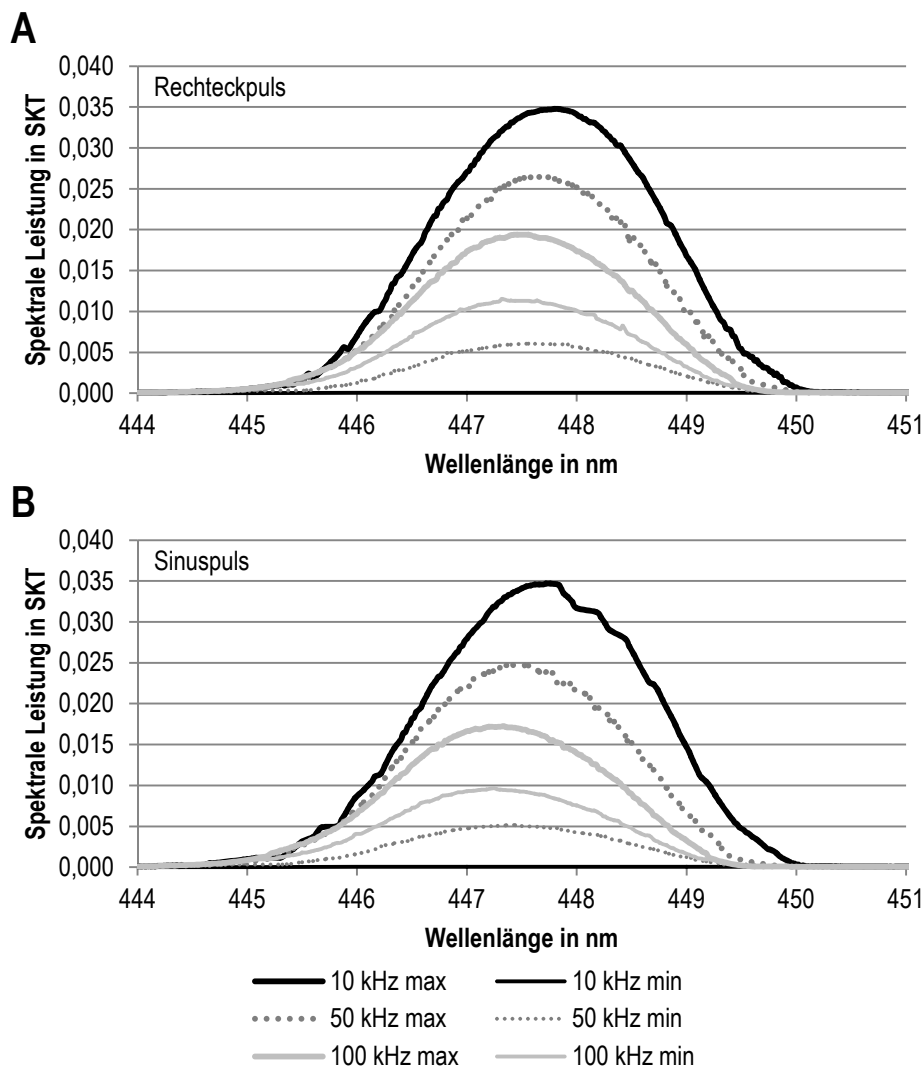 A
Spektrale Leistung in SKT
0,040
0,035
0,030
0,025
0,020
0,015
0,010
0,005
0,000
Rechteckpuls
444 445 446 447 448 449 450 451
Wellenlänge in nm
B
Spektrale Leistung in SKT
0,040
0,035
0,030
0,025
0,020
0,015
0,010
0,005
0,000
Sinuspuls
444 445 446 447 448 449 450 451
Wellenlänge in nm
10 kHz max 10 kHz min
50 kHz max 50 kHz min
100 kHz max 100 kHz min